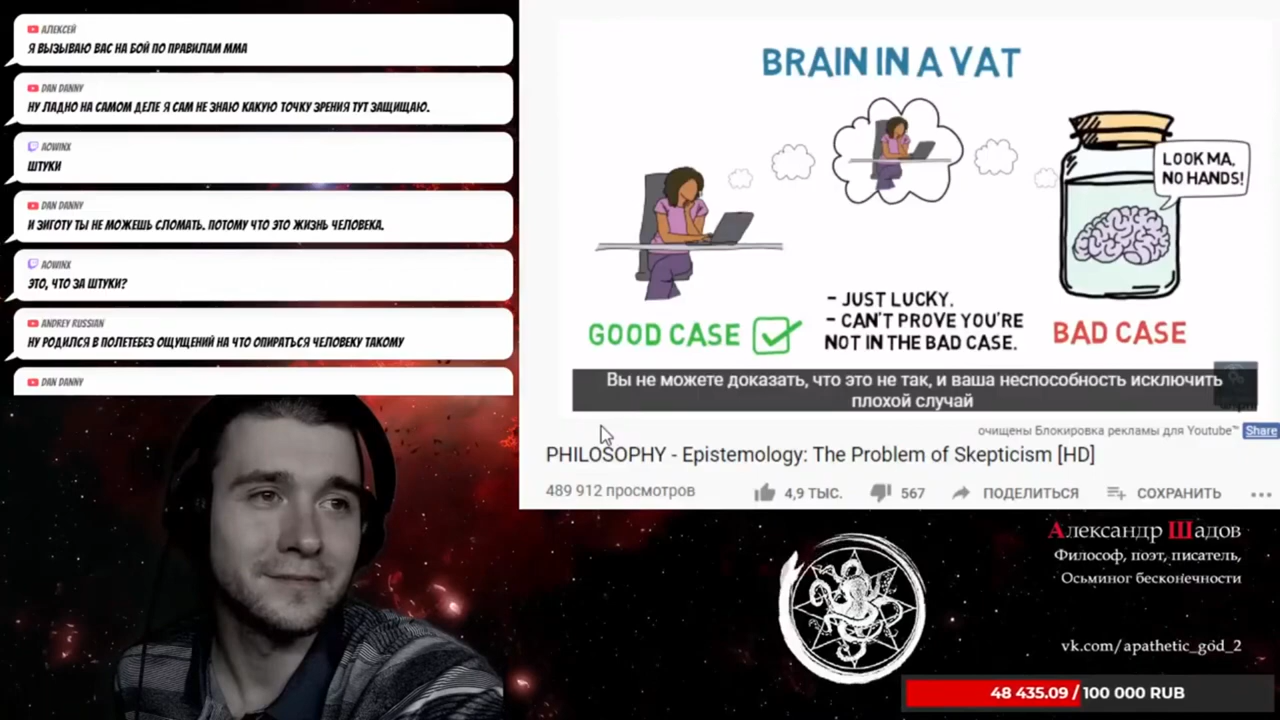 АЛЕКСЕЙ
Я ВЫЗЫВАЮ ВАС НА БОЙ ПО ПРАВИЛАМ ММА
DAN DANNY
НУ ЛАДНО НА САМОМ ДЕЛЕ Я САМ НЕ ЗНАЮ КАКУЮ ТОЧКУ ЗРЕНИЯ ТУТ ЗАЩИЩАЮ.
AOWINX
ШТУКИ
DAN DANNY
И ЗИГОТУ ТЫ НЕ МОЖЕШЬ СЛОМАТЬ. ПОТОМУ ЧТО ЭТО ЖИЗНЬ ЧЕЛОВЕКА.
AOWINX
ЭТО, ЧТО ЗА ШТУКИ?
ANDREY RUSSIAN
НУ РОДИЛСЯ В ПОЛЕТЕБЕЗ ОЩУЩЕНИЙ НА ЧТО ОПИРАТЬСЯ ЧЕЛОВЕКУ ТАКОМУ
DAN DANNY
BRAIN IN A VAT
LOOK MA,
NO HANDS!
- JUST LUCKY.
- CAN'T PROVE YOU'RE
NOT IN THE BAD CASE.
GOOD CASE
BAD CASE
Вы не можете доказать, что это не так, и ваша неспособность исключить
плохой случай
очищены Блокировка рекламы для Youtube™ Share
PHILOSOPHY - Epistemology: The Problem of Skepticism [HD]
489 912 просмотров
4,9 ТЫС. 567 ПОДЕЛИТЬСЯ СОХРАНИТЬ
Александр Шадов
Философ, поэт, писатель,
Осьминог бесконечности
vk.com/apathetic_god_2
48 435.09 / 100 000 RUB